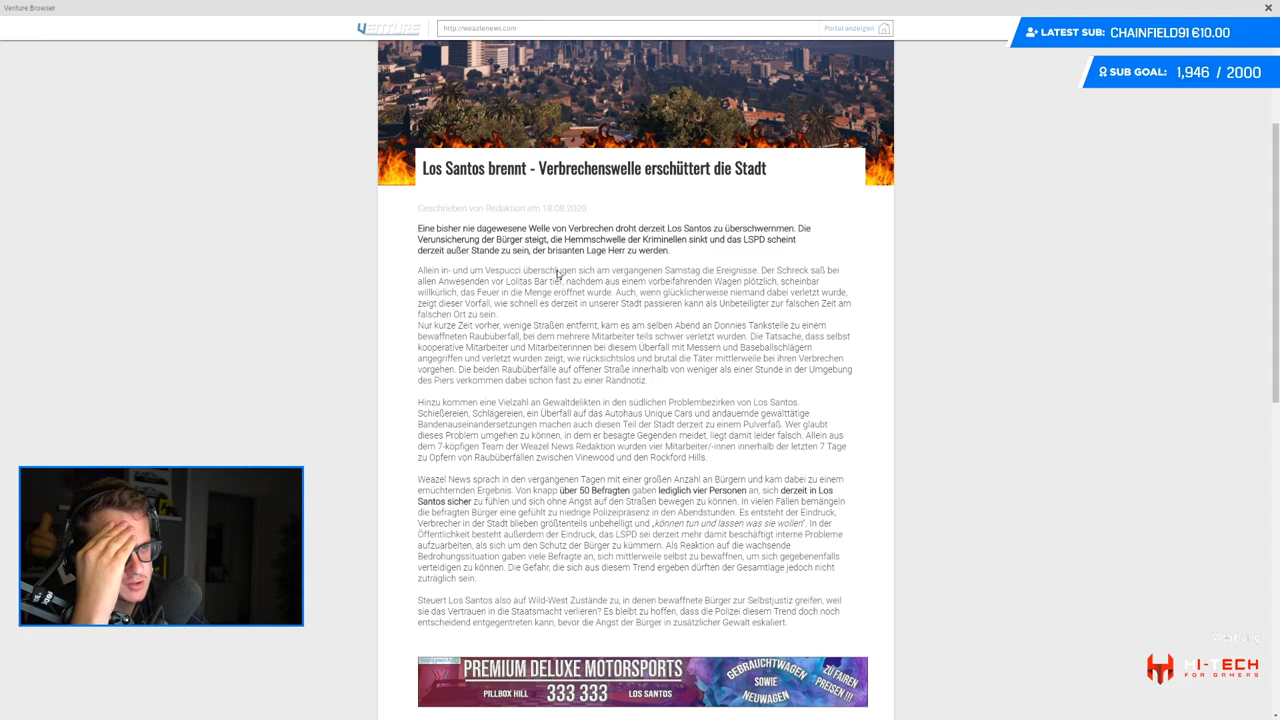 Venture Browser
VENTURE
http://weazlenews.com
Portal anzeigen
LATEST SUB: CHAINFIELD91 €10.00
SUB GOAL: 1,946 / 2000
Los Santos brennt - Verbrechenswelle erschüttert die Stadt
Geschrieben von Redaktion am 18.08.2020
Eine bisher nie dagewesene Welle von Verbrechen droht derzeit Los Santos zu überschwemmen. Die
Verunsicherung der Bürger steigt, die Hemmschwelle der Kriminellen sinkt und das LSPD scheint
derzeit außer Stande zu sein, der brisanten Lage Herr zu werden.
Allein in- und um Vespucci überschlagen sich am vergangenen Samstag die Ereignisse. Der Schreck saß bei
allen Anwesenden vor Lolitas Bar tief, nachdem aus einem vorbeifahrenden Wagen plötzlich, scheinbar
willkürlich, das Feuer in die Menge eröffnet wurde. Auch, wenn glücklicherweise niemand dabei verletzt wurde,
zeigt dieser Vorfall, wie schnell es derzeit in unserer Stadt passieren kann als Unbeteiligter zur falschen Zeit am
falschen Ort zu sein.
Nur kurze Zeit vorher, wenige Straßen entfernt, kam es am selben Abend an Donnies Tankstelle zu einem
bewaffneten Raubüberfall, bei dem mehrere Mitarbeiter teils schwer verletzt wurden. Die Tatsache, dass selbst
kooperative Mitarbeiter und Mitarbeiterinnen bei diesem Überfall mit Messern und Baseballschlägern
angegriffen und verletzt wurden zeigt, wie rücksichtslos und brutal die Täter mittlerweile bei ihren Verbrechen
vorgehen. Die beiden Raubüberfälle auf offener Straße innerhalb von weniger als einer Stunde in der Umgebung
des Piers verkommen dabei schon fast zu einer Randnotiz.
Hinzu kommen eine Vielzahl an Gewaltdelikten in den südlichen Problembezirken von Los Santos.
Schießereien, Schlägereien, ein Überfall auf das Autohaus Unique Cars und andauernde gewalttätige
Bandenauseinandersetzungen machen auch diesen Teil der Stadt derzeit zu einem Pulverfaß. Wer glaubt
dieses Problem umgehen zu können, in dem er besagte Gegenden meidet, liegt damit leider falsch. Allein aus
dem 7-köpfigen Team der Weazel News Redaktion wurden vier Mitarbeiter/-innen innerhalb der letzten 7 Tage
zu Opfern von Raubüberfällen zwischen Vinewood und den Rockford Hills.
Weazel News sprach in den vergangenen Tagen mit einer großen Anzahl an Bürgern und kam dabei zu einem
ernüchternden Ergebnis. Von knapp über 50 Befragten gaben lediglich vier Personen an, sich derzeit in Los
Santos sicher zu fühlen und sich ohne Angst auf den Straßen bewegen zu können. In vielen Fällen bemängeln
die befragten Bürger eine gefühlt zu niedrige Polizeipräsenz in den Abendstunden. Es entsteht der Eindruck,
Verbrecher in der Stadt blieben größtenteils unbehelligt und „können tun und lassen was sie wollen". In der
Öffentlichkeit besteht außerdem der Eindruck, das LSPD sei derzeit mehr damit beschäftigt interne Probleme
aufzuarbeiten, als sich um den Schutz der Bürger zu kümmern. Als Reaktion auf die wachsende
Bedrohungssituation gaben viele Befragte an, sich mittlerweile selbst zu bewaffnen, um sich gegebenenfalls
verteidigen zu können. Die Gefahr, die sich aus diesem Trend ergeben dürften der Gesamtlage jedoch nicht
zuträglich sein.
Steuert Los Santos also auf Wild-West Zustände zu, in denen bewaffnete Bürger zur Selbstjustiz greifen, weil
sie das Vertrauen in die Staatsmacht verlieren? Es bleibt zu hoffen, dass die Polizei diesem Trend doch noch
entscheidend entgegentreten kann, bevor die Angst der Bürger in zusätzlicher Gewalt eskaliert.
PREMIUM DELUXE MOTORSPORTS
PILLBOX HILL 333 333 LOS SANTOS
GEBRAUCHTWAGEN
SOWIE
NEUWAGEN
ZU FAIREN
PREISEN !!!
Werbung
HI-TECH
FOR GAMERS